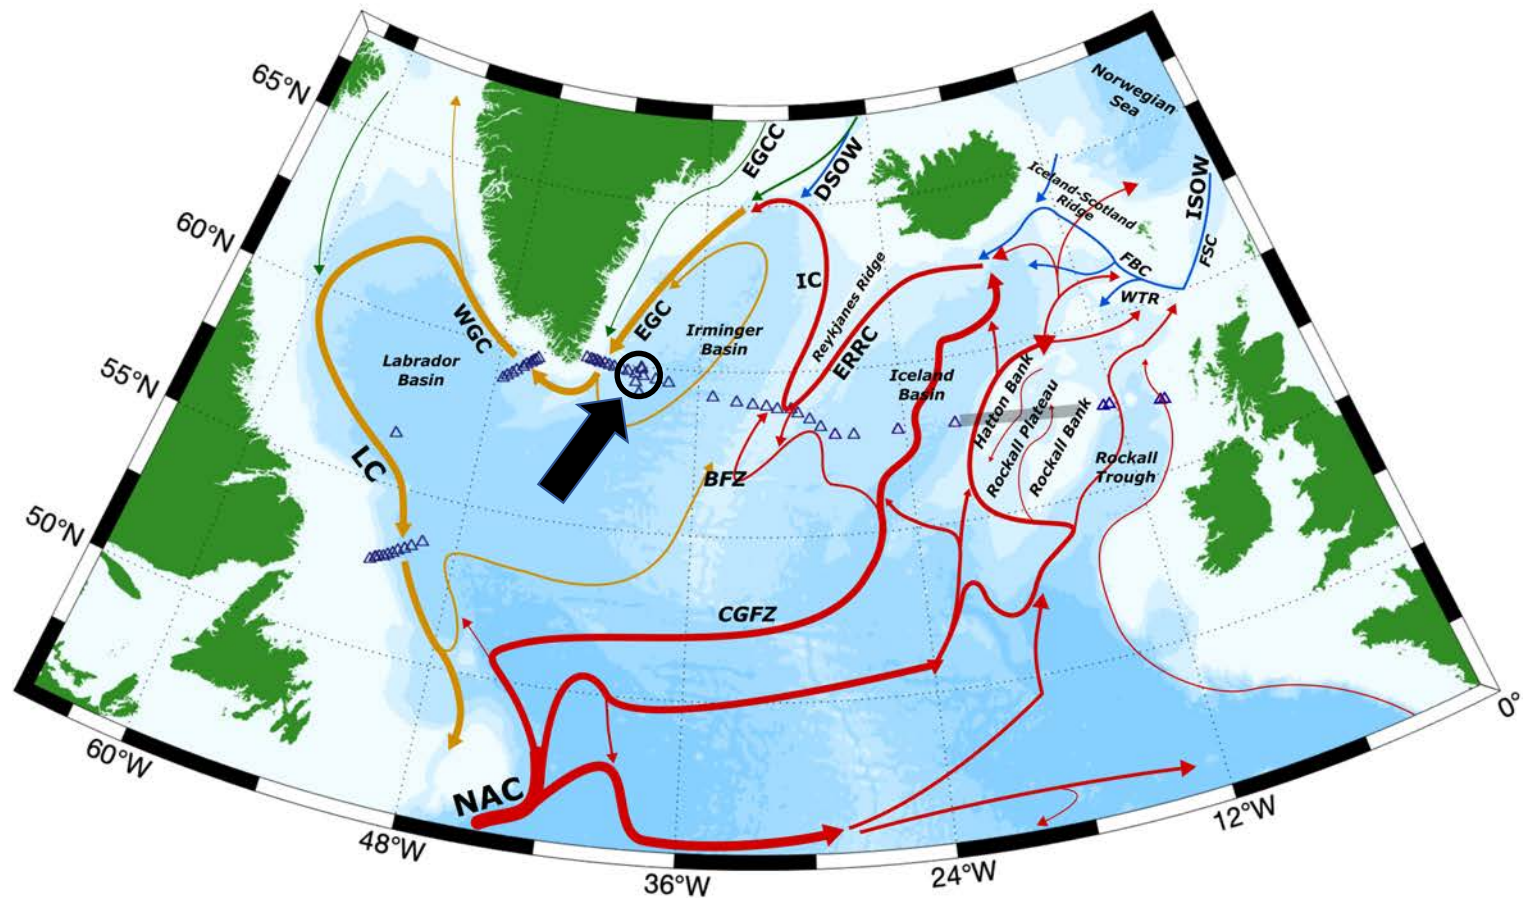 65°N
60°N
55°N
50°N
60°W
48°W
36°W
24°W
12°W
0°
Norwegian
Sea
EGCC
DSOW
Iceland-Scotland
Ridge
ISOW
FSC
FBC
WTR
IC
Reykjanes Ridge
ERRC
EGC
Irminger
Basin
WGC
Labrador
Basin
LC
Iceland
Basin
Hatton Bank
Rockall Plateau
Rockall Bank
Rockall
Trough
BFZ
CGFZ
NAC